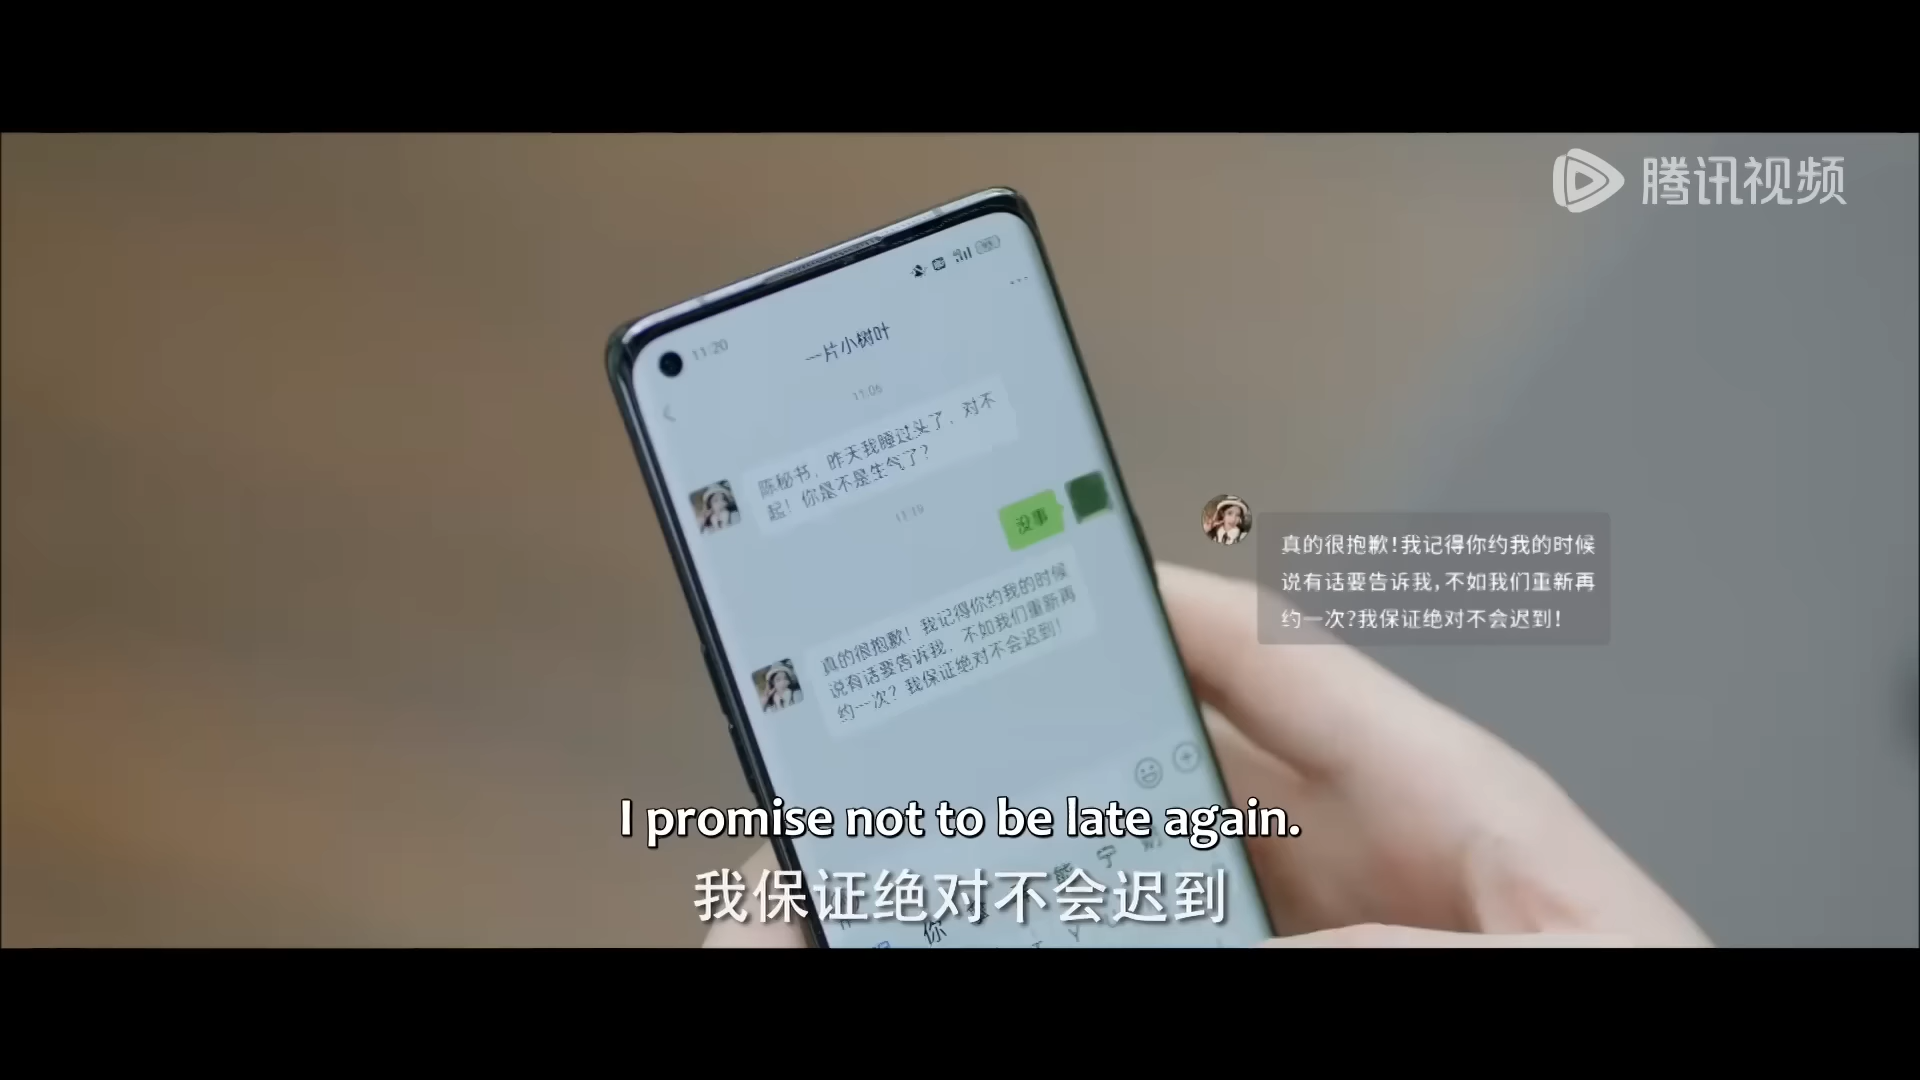 腾讯视频
11:20
一片小树叶
11:06
陈秘书，昨天我睡过头了，对不
起！你是不是生气了？
11:19
没事
真的很抱歉！我记得你约我的时候
说有话要告诉我，不如我们重新再
约一次？我保证绝对不会迟到！
真的很抱歉！我记得你约我的时候
说有话要告诉我，不如我们重新再
约一次？我保证绝对不会迟到！
I promise not to be late again.
我保证绝对不会迟到
你